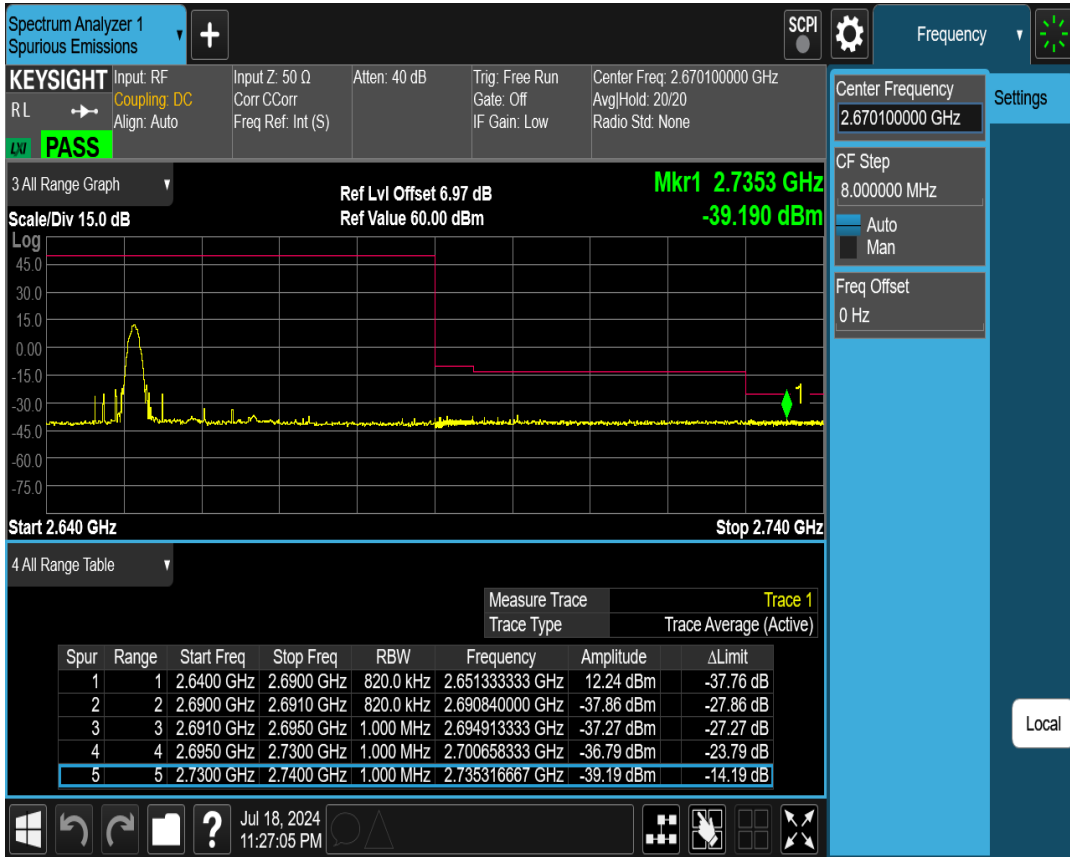 Spectrum Analyzer 1
Spurious Emissions
+
SCPI
Frequency
KEYSIGHT
RL
LXI
PASS
Input: RF
Coupling: DC
Align: Auto
Input Z: 50 Ω
Corr CCorr
Freq Ref: Int (S)
Atten: 40 dB
Trig: Free Run
Gate: Off
IF Gain: Low
Center Freq: 2.670100000 GHz
Avg|Hold: 20/20
Radio Std: None
Center Frequency
2.670100000 GHz
Settings
CF Step
8.000000 MHz
Auto
Man
Freq Offset
0 Hz
Local
3 All Range Graph
Scale/Div 15.0 dB
Ref Lvl Offset 6.97 dB
Ref Value 60.00 dBm
Mkr1 2.7353 GHz
-39.190 dBm
Log
45.0
30.0
15.0
0.00
-15.0
-30.0
-45.0
-60.0
-75.0
1
Start 2.640 GHz Stop 2.740 GHz
4 All Range Table
Measure Trace Trace 1
Trace Type Trace Average (Active)
Spur Range Start Freq Stop Freq RBW Frequency Amplitude ΔLimit
1 1 2.6400 GHz 2.6900 GHz 820.0 kHz 2.651333333 GHz 12.24 dBm -37.76 dB
2 2 2.6900 GHz 2.6910 GHz 820.0 kHz 2.690840000 GHz -37.86 dBm -27.86 dB
3 3 2.6910 GHz 2.6950 GHz 1.000 MHz 2.694913333 GHz -37.27 dBm -27.27 dB
4 4 2.6950 GHz 2.7300 GHz 1.000 MHz 2.700658333 GHz -36.79 dBm -23.79 dB
5 5 2.7300 GHz 2.7400 GHz 1.000 MHz 2.735316667 GHz -39.19 dBm -14.19 dB
?
Jul 18, 2024
11:27:05 PM